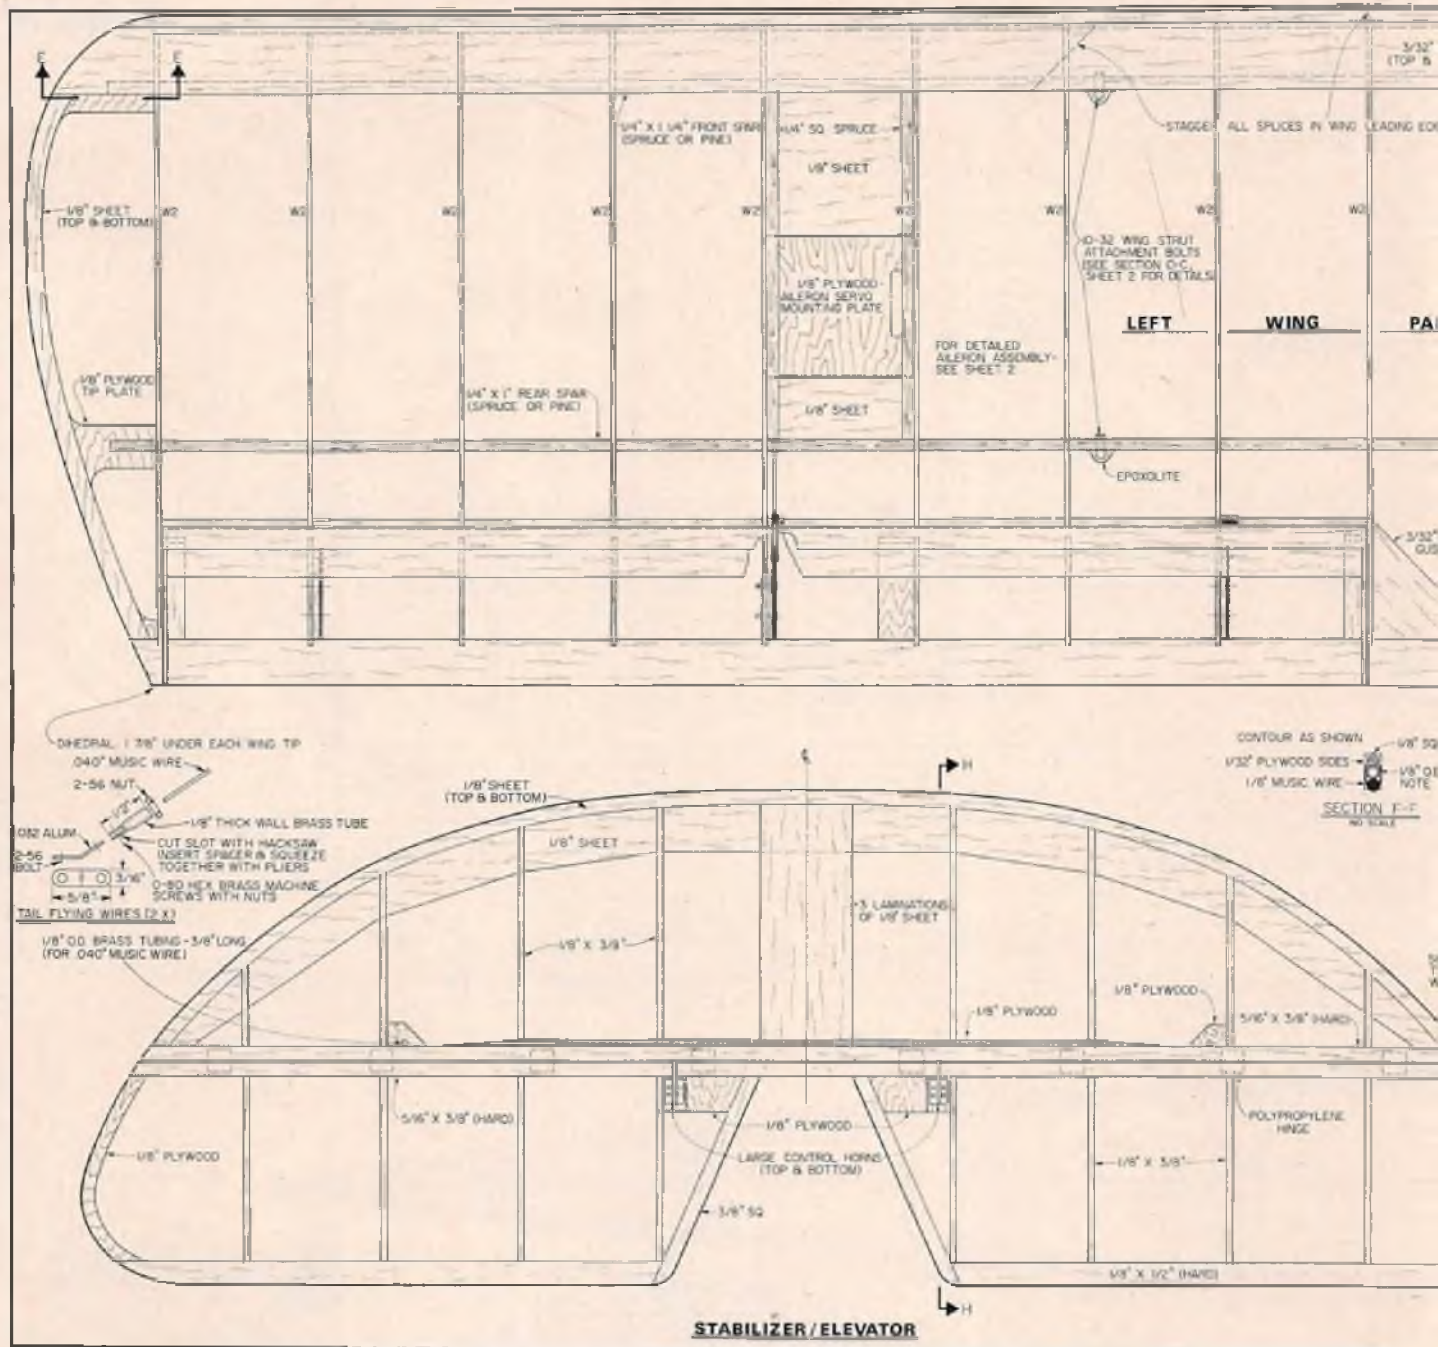 E
E
3/32"
(TOP &
1/4" X 1 1/4" FRONT SPAR
(SPRUCE OR PINE)
1/4" SQ. SPRUCE
STAGGER ALL SPLICES IN WING LEADING
1/8" SHEET
1/8" SHEET
(TOP & BOTTOM)
W2
W2
W2
W2
W2
W2
W2
W2
W2
10-32 WING STRUT
ATTACHMENT BOLTS
(SEE SECTION C-C,
SHEET 2 FOR DETAILS)
1/8" PLYWOOD
AILERON SERVO
MOUNTING PLATE
LEFT WING
FOR DETAILED
AILERON ASSEMBLY-
SEE SHEET 2
1/8" PLYWOOD
TIP PLATE
1/4" X 1" REAR SPAR
(SPRUCE OR PINE)
1/8" SHEET
EPOXOLITE
3/32"
DIHEDRAL 1 7/8" UNDER EACH WING TIP
.040" MUSIC WIRE
2-56 NUT
1/2"
1/8" THICK WALL BRASS TUBE
.032 ALUM
CUT SLOT WITH HACKSAW
INSERT SPACER & SQUEEZE
TOGETHER WITH PLIERS
2-56
BOLT
3/16"
0-80 HEX BRASS MACHINE
SCREWS WITH NUTS
5/8"
TAIL FLYING WIRES (2 X)
1/8" O.D. BRASS TUBING - 3/8" LONG
(FOR .040" MUSIC WIRE)
1/8" SHEET
(TOP & BOTTOM)
℄
H
CONTOUR AS SHOWN
1/8" SQ
1/32" PLYWOOD SIDES
1/8" MUSIC WIRE
NOTE
SECTION F-F
NO SCALE
1/8" SHEET
3 LAMINATIONS
OF 1/8" SHEET
1/8" X 3/8"
1/8" PLYWOOD
1/8" PLYWOOD
5/16" X 3/8" (HARD)
5/16" X 3/8" (HARD)
1/8" PLYWOOD
POLYPROPYLENE
HINGE
1/8" PLYWOOD
LARGE CONTROL HORNS
(TOP & BOTTOM)
1/8" X 3/8"
3/8" SQ
1/8" X 1/2" (HARD)
H
STABILIZER/ELEVATOR